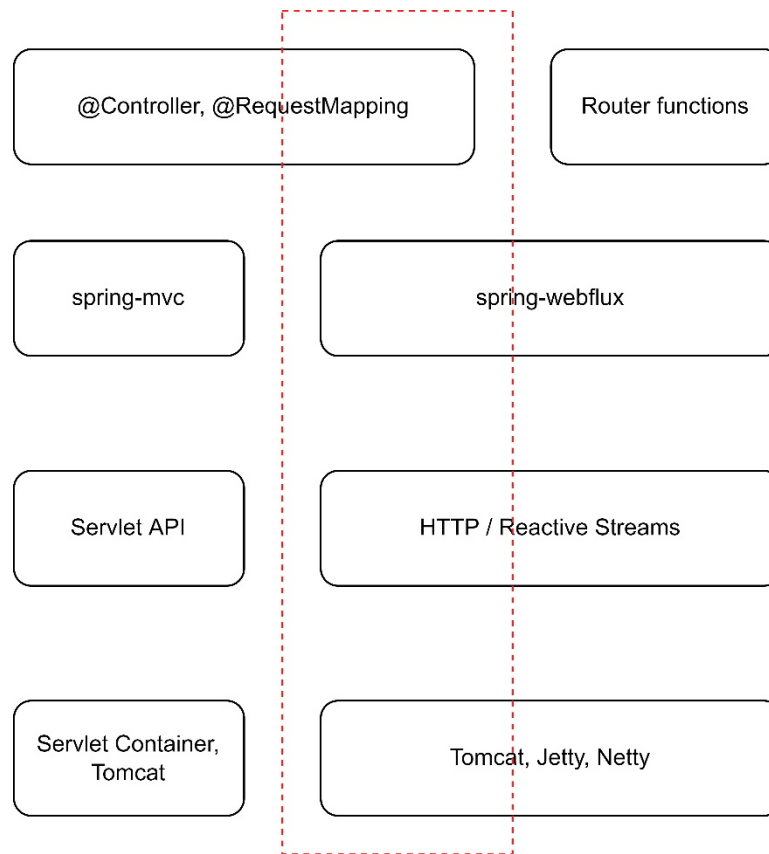 @Controller, @RequestMapping
Router functions
spring-mvc
spring-webflux
Servlet API
HTTP / Reactive Streams
Servlet Container,
Tomcat
Tomcat, Jetty, Netty